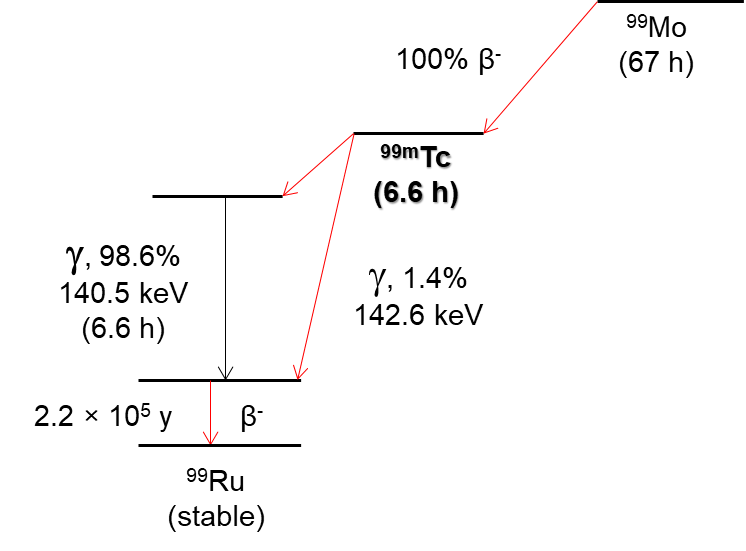 ⁹⁹Mo
(67 h)
100% β⁻
⁹⁹ᵐTc
(6.6 h)
γ, 98.6%
140.5 keV
(6.6 h)
γ, 1.4%
142.6 keV
2.2 × 10⁵ y
β⁻
⁹⁹Ru
(stable)